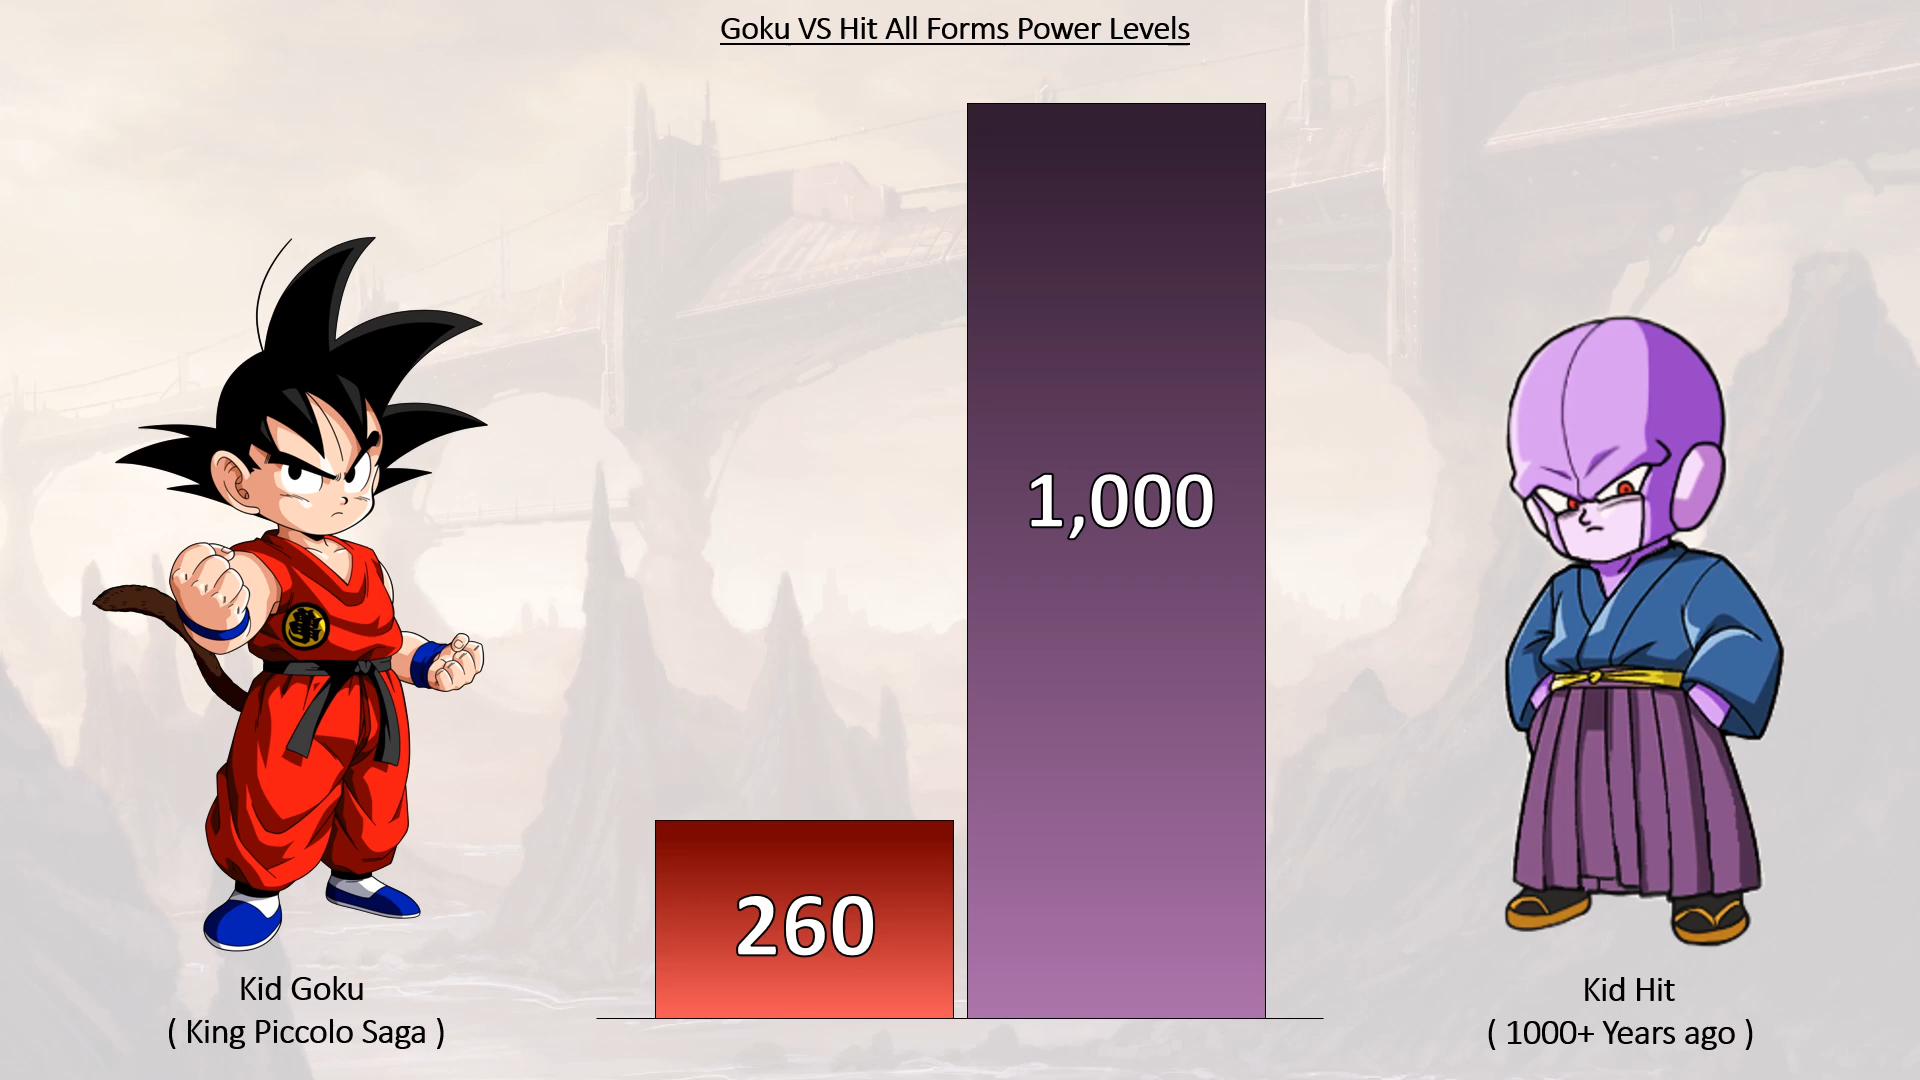 Goku VS Hit All Forms Power Levels
1,000
260
Kid Goku
( King Piccolo Saga )
Kid Hit
( 1000+ Years ago )